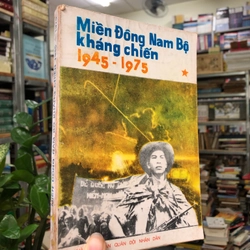 Miền Đông Nam Bộ
kháng chiến
1945-1975
QUÂN ĐỘI NHÂN DÂN